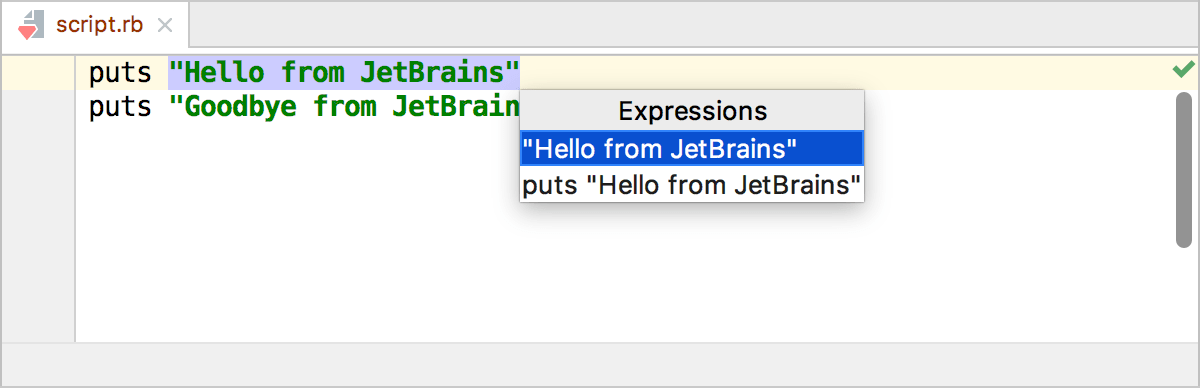 script.rb
puts "Hello from JetBrains"
puts "Goodbye from JetBrain
Expressions
"Hello from JetBrains"
puts "Hello from JetBrains"